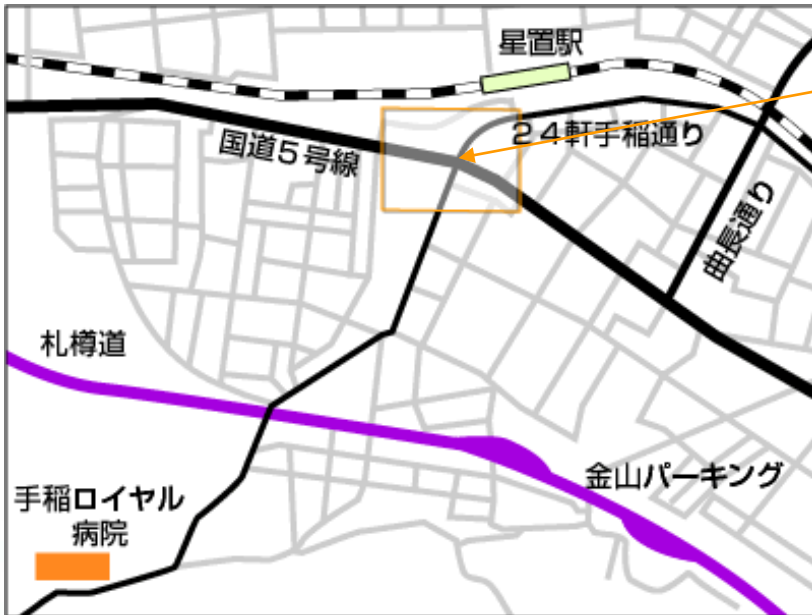 星置駅
24軒手稲通り
国道5号線
曲長通り
札樽道
金山パーキング
手稲ロイヤル
病院